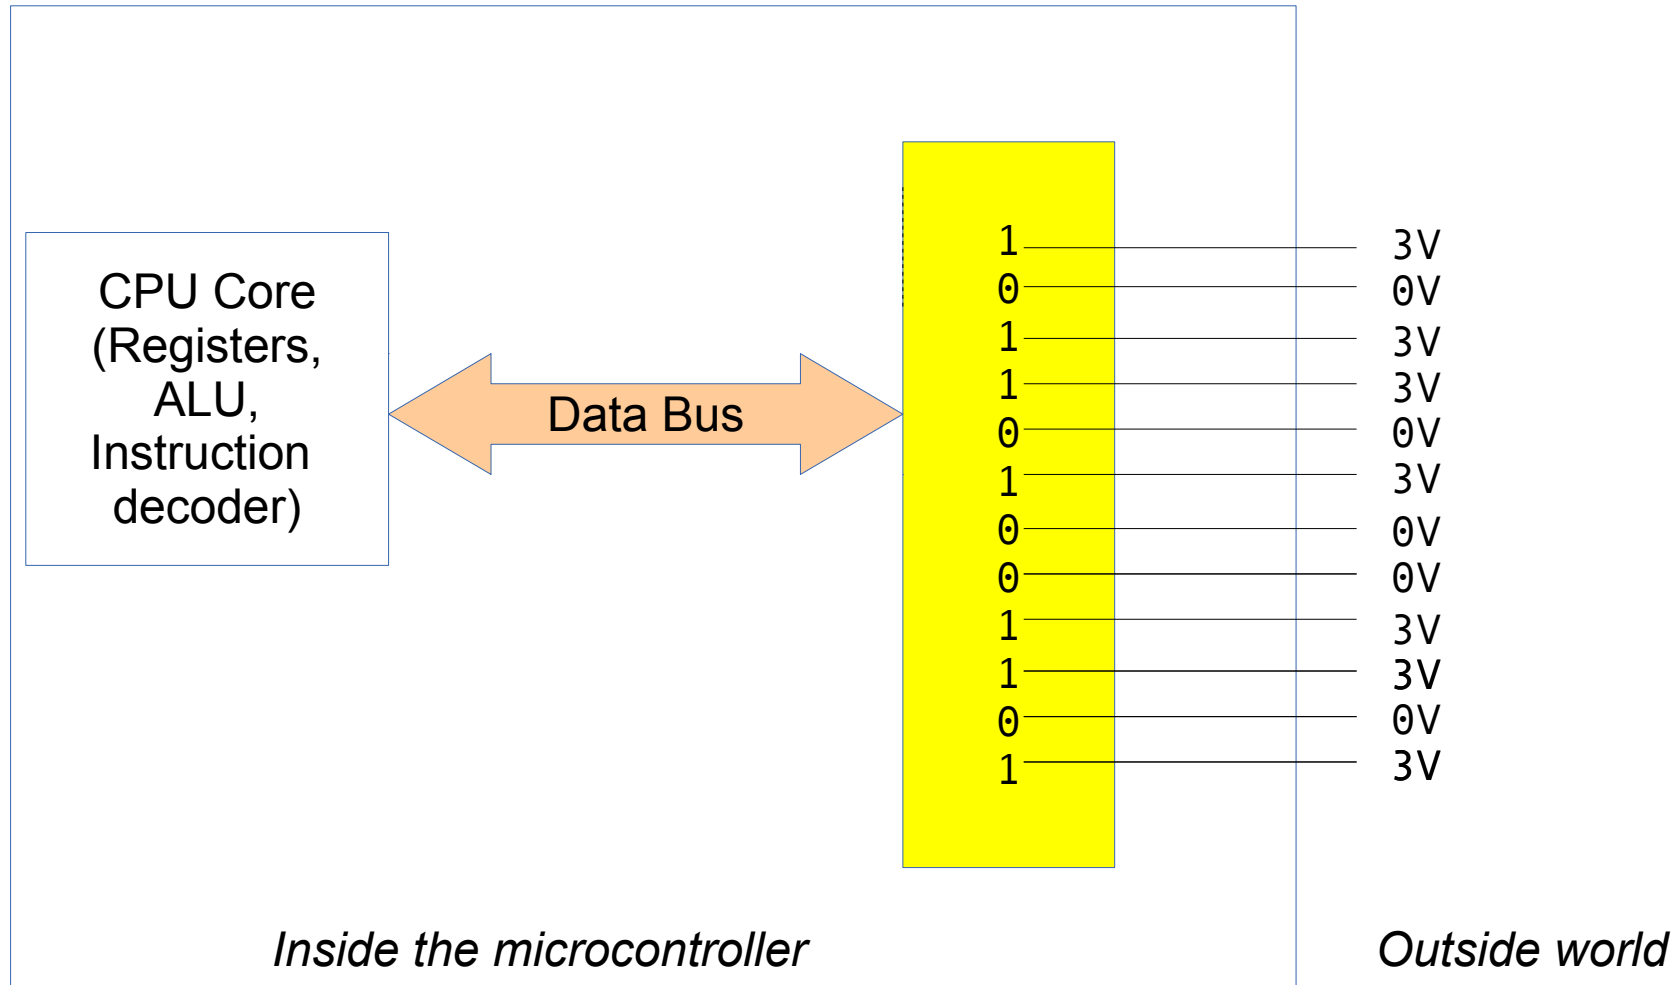 CPU Core
(Registers,
ALU,
Instruction
decoder)
Data Bus
1 3V
0 0V
1 3V
1 3V
0 0V
1 3V
0 0V
0 0V
1 3V
1 3V
0 0V
1 3V
Inside the microcontroller
Outside world